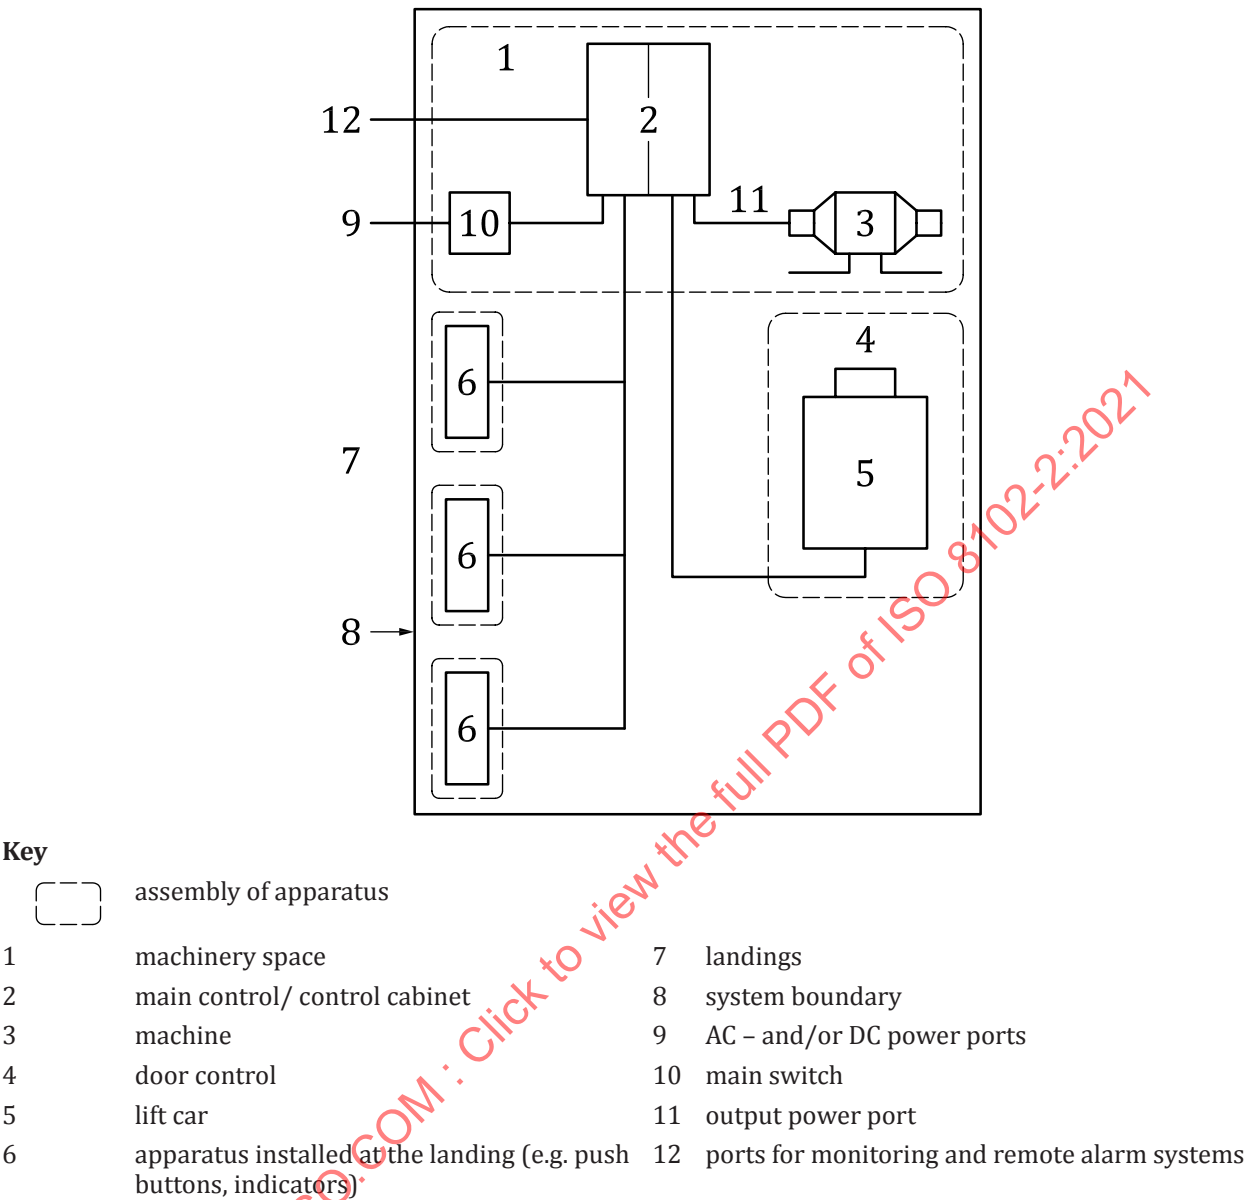 1
2
12
11
9
10
3
4
6
5
7
6
8
6
Key
assembly of apparatus
1 machinery space
2 main control/ control cabinet
3 machine
4 door control
5 lift car
6 apparatus installed at the landing (e.g. push
buttons, indicators)
7 landings
8 system boundary
9 AC – and/or DC power ports
10 main switch
11 output power port
12 ports for monitoring and remote alarm systems
SO.COM : Click to view the full PDF of ISO 8102-2:2021